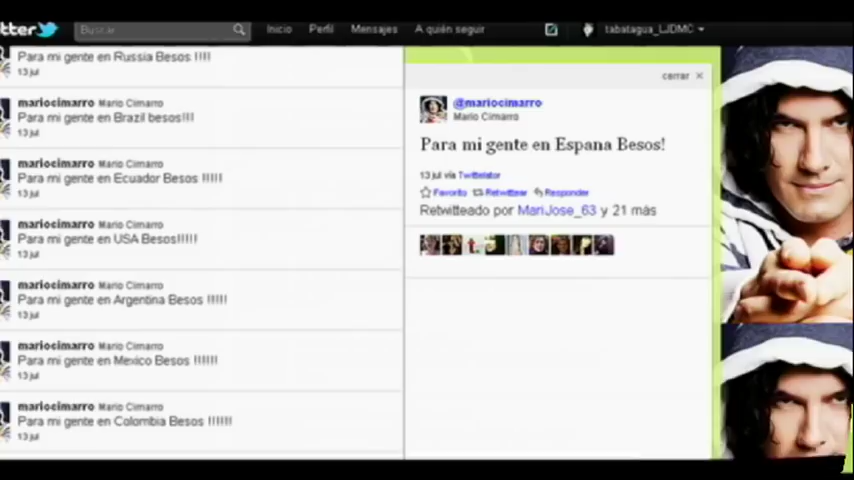 tter
Buscar
Inicio
Perfil
Mensajes
A quién seguir
tabatagua_LJDMC
Para mi gente en Russia Besos !!!!
13 jul
mariocimarro Mario Cimarro
Para mi gente en Brazil besos!!!
13 jul
mariocimarro Mario Cimarro
Para mi gente en Ecuador Besos !!!!!
13 jul
mariocimarro Mario Cimarro
Para mi gente en USA Besos!!!!!
13 jul
mariocimarro Mario Cimarro
Para mi gente en Argentina Besos !!!!!
13 jul
mariocimarro Mario Cimarro
Para mi gente en Mexico Besos !!!!!!
13 jul
mariocimarro Mario Cimarro
Para mi gente en Colombia Besos !!!!!!
13 jul
cerrar ×
@mariocimarro
Mario Cimarro
Para mi gente en Espana Besos!
13 jul vía Twittelator
Favorito Retwittear Responder
Retwitteado por MariJose_63 y 21 más